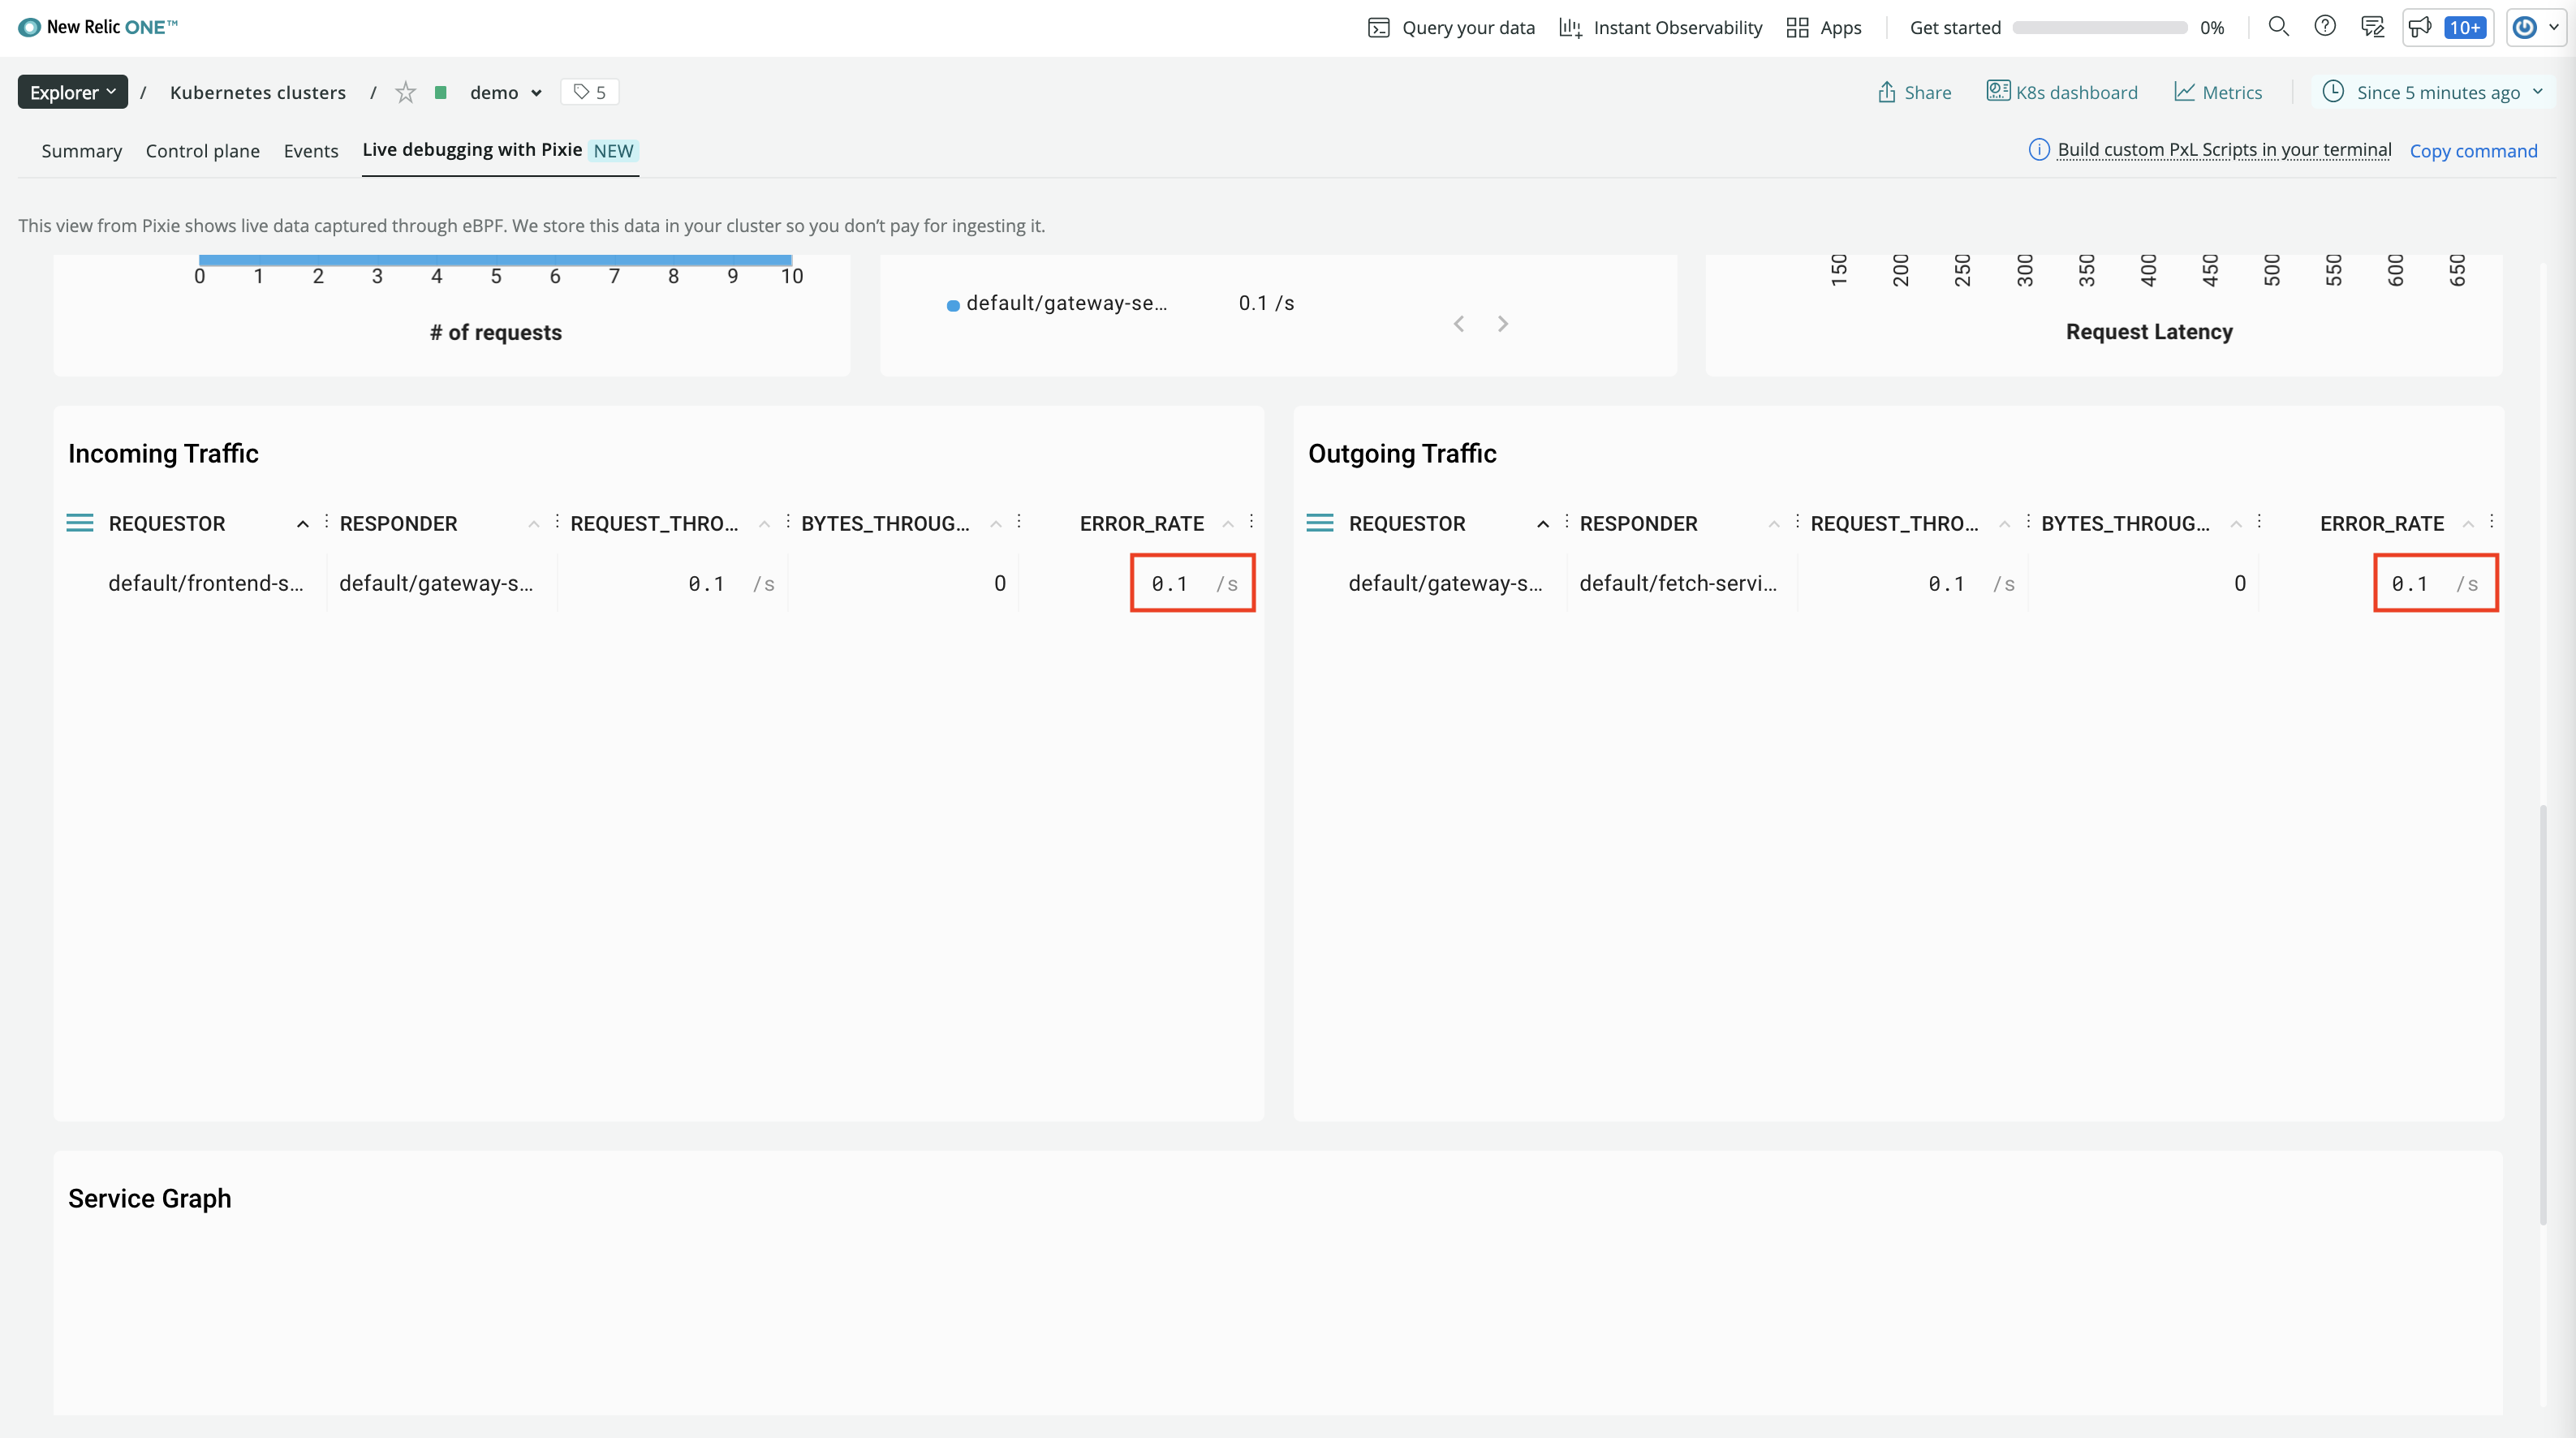 New Relic ONE™
Query your data
Instant Observability
Apps
Get started
0%
10+
Explorer / Kubernetes clusters / demo 5
Share
K8s dashboard
Metrics
Since 5 minutes ago
Summary
Control plane
Events
Live debugging with Pixie NEW
Build custom PxL Scripts in your terminal
Copy command
This view from Pixie shows live data captured through eBPF. We store this data in your cluster so you don't pay for ingesting it.
0 1 2 3 4 5 6 7 8 9 10
# of requests
default/gateway-se... 0.1 /s
150 200 250 300 350 400 450 500 550 600 650
Request Latency
Incoming Traffic
REQUESTOR RESPONDER REQUEST_THRO... BYTES_THROUG... ERROR_RATE
default/frontend-s... default/gateway-s... 0.1 /s 0 0.1 /s
Outgoing Traffic
REQUESTOR RESPONDER REQUEST_THRO... BYTES_THROUG... ERROR_RATE
default/gateway-s... default/fetch-servi... 0.1 /s 0 0.1 /s
Service Graph